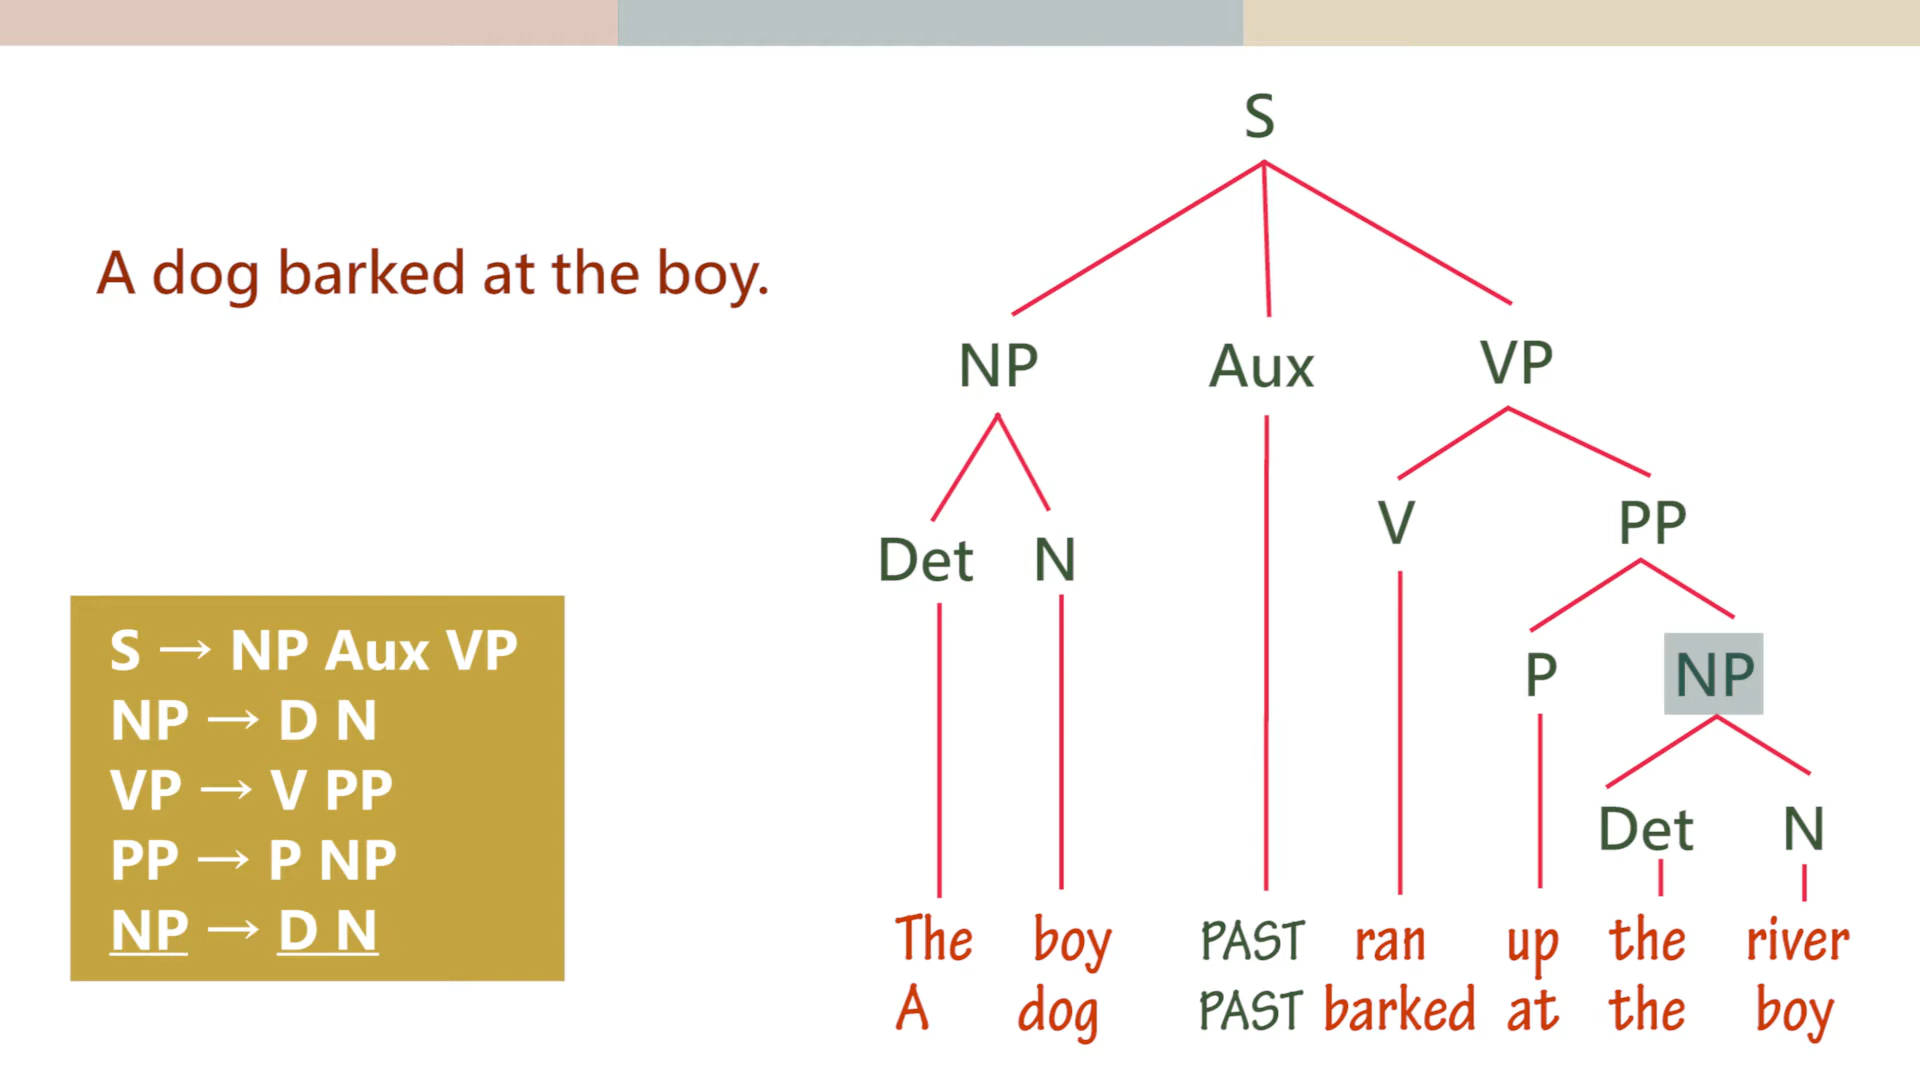 A dog barked at the boy.
S → NP Aux VP
NP → D N
VP → V PP
PP → P NP
NP → D N
S
NP Aux VP
V PP
Det N
P NP
Det N
The boy PAST ran up the river
A dog PAST barked at the boy